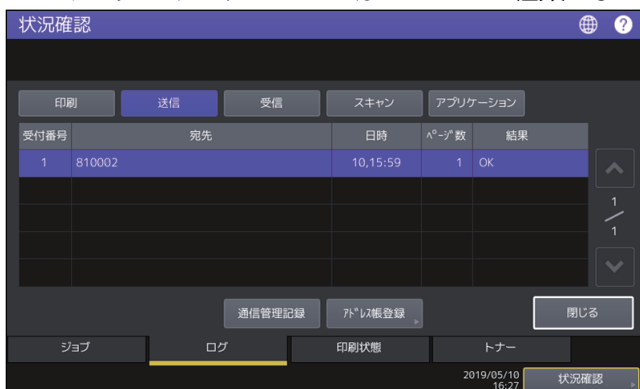 状況確認
?
印刷 送信 受信 スキャン アプリケーション
受付番号 宛先 日時 ページ数 結果
1 810002 10,15:59 1 OK
1
1
通信管理記録 アドレス帳登録 閉じる
ジョブ ログ 印刷状態 トナー
2019/05/10 状況確認
16:27